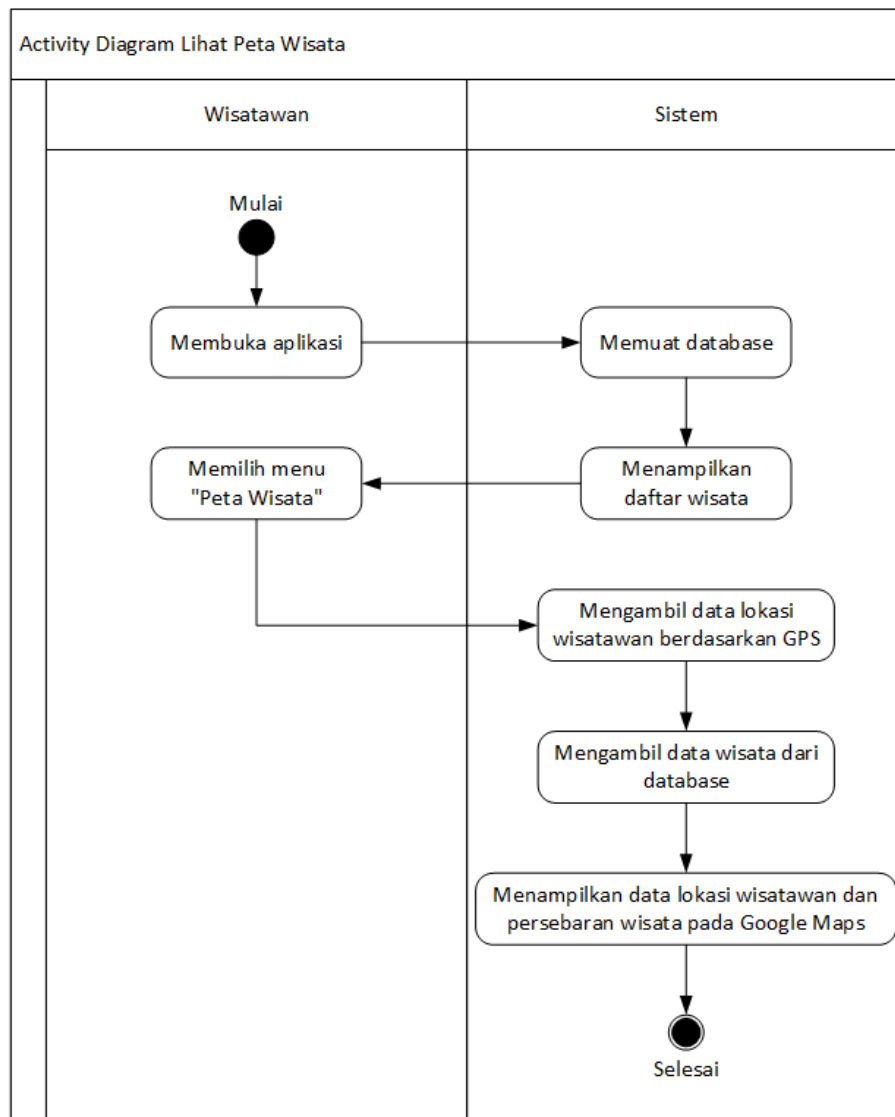 Activity Diagram Lihat Peta Wisata
Wisatawan
Sistem
Mulai
Membuka aplikasi
Memuat database
Memilih menu
"Peta Wisata"
Menampilkan
daftar wisata
Mengambil data lokasi
wisatawan berdasarkan GPS
Mengambil data wisata dari
database
Menampilkan data lokasi wisatawan dan
persebaran wisata pada Google Maps
Selesai